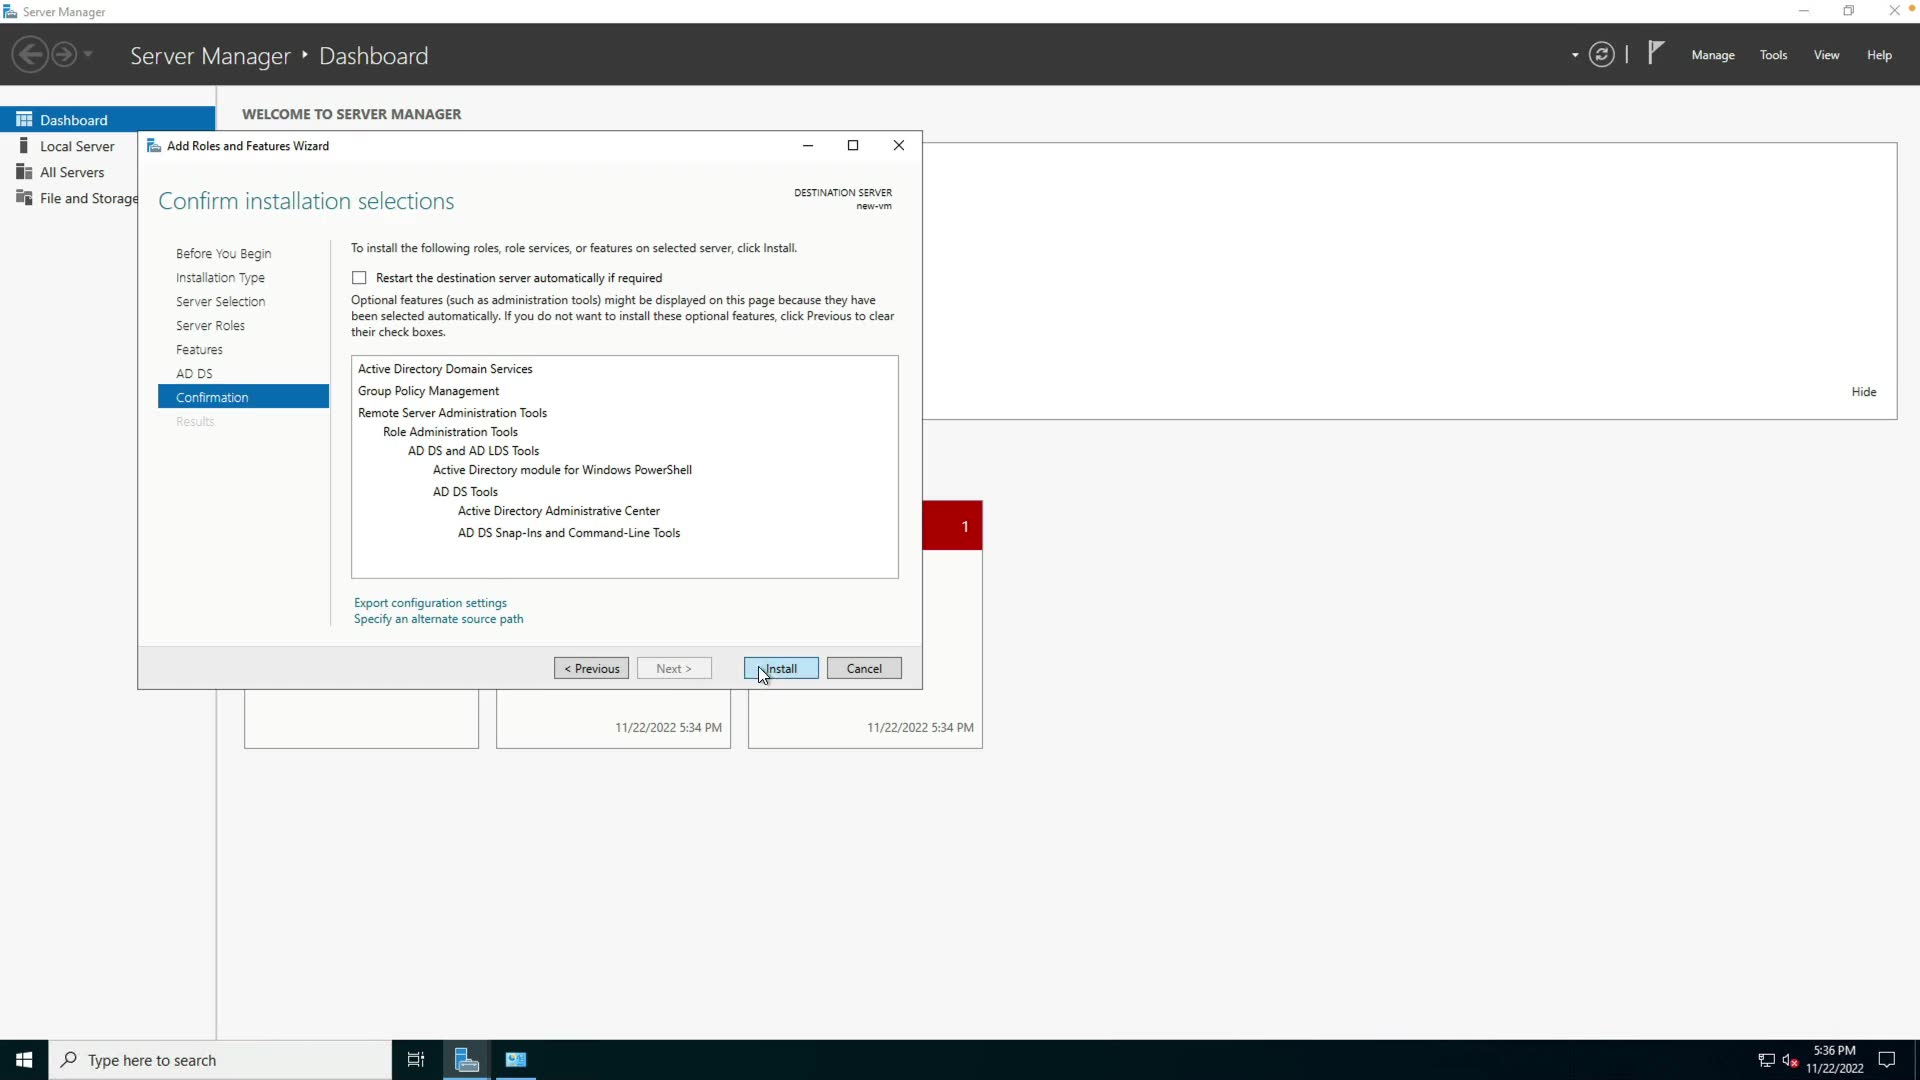 Server Manager
Server Manager ‣ Dashboard
Manage
Tools
View
Help
Dashboard
Local Server
All Servers
File and Storage
WELCOME TO SERVER MANAGER
Add Roles and Features Wizard
Confirm installation selections
DESTINATION SERVER
new-vm
Before You Begin
Installation Type
Server Selection
Server Roles
Features
AD DS
Confirmation
Results
To install the following roles, role services, or features on selected server, click Install.
Restart the destination server automatically if required
Optional features (such as administration tools) might be displayed on this page because they have
been selected automatically. If you do not want to install these optional features, click Previous to clear
their check boxes.
Active Directory Domain Services
Group Policy Management
Remote Server Administration Tools
Role Administration Tools
AD DS and AD LDS Tools
Active Directory module for Windows PowerShell
AD DS Tools
Active Directory Administrative Center
AD DS Snap-Ins and Command-Line Tools
Export configuration settings
Specify an alternate source path
< Previous
Next >
Install
Cancel
Hide
1
11/22/2022 5:34 PM
11/22/2022 5:34 PM
Type here to search
5:36 PM
11/22/2022